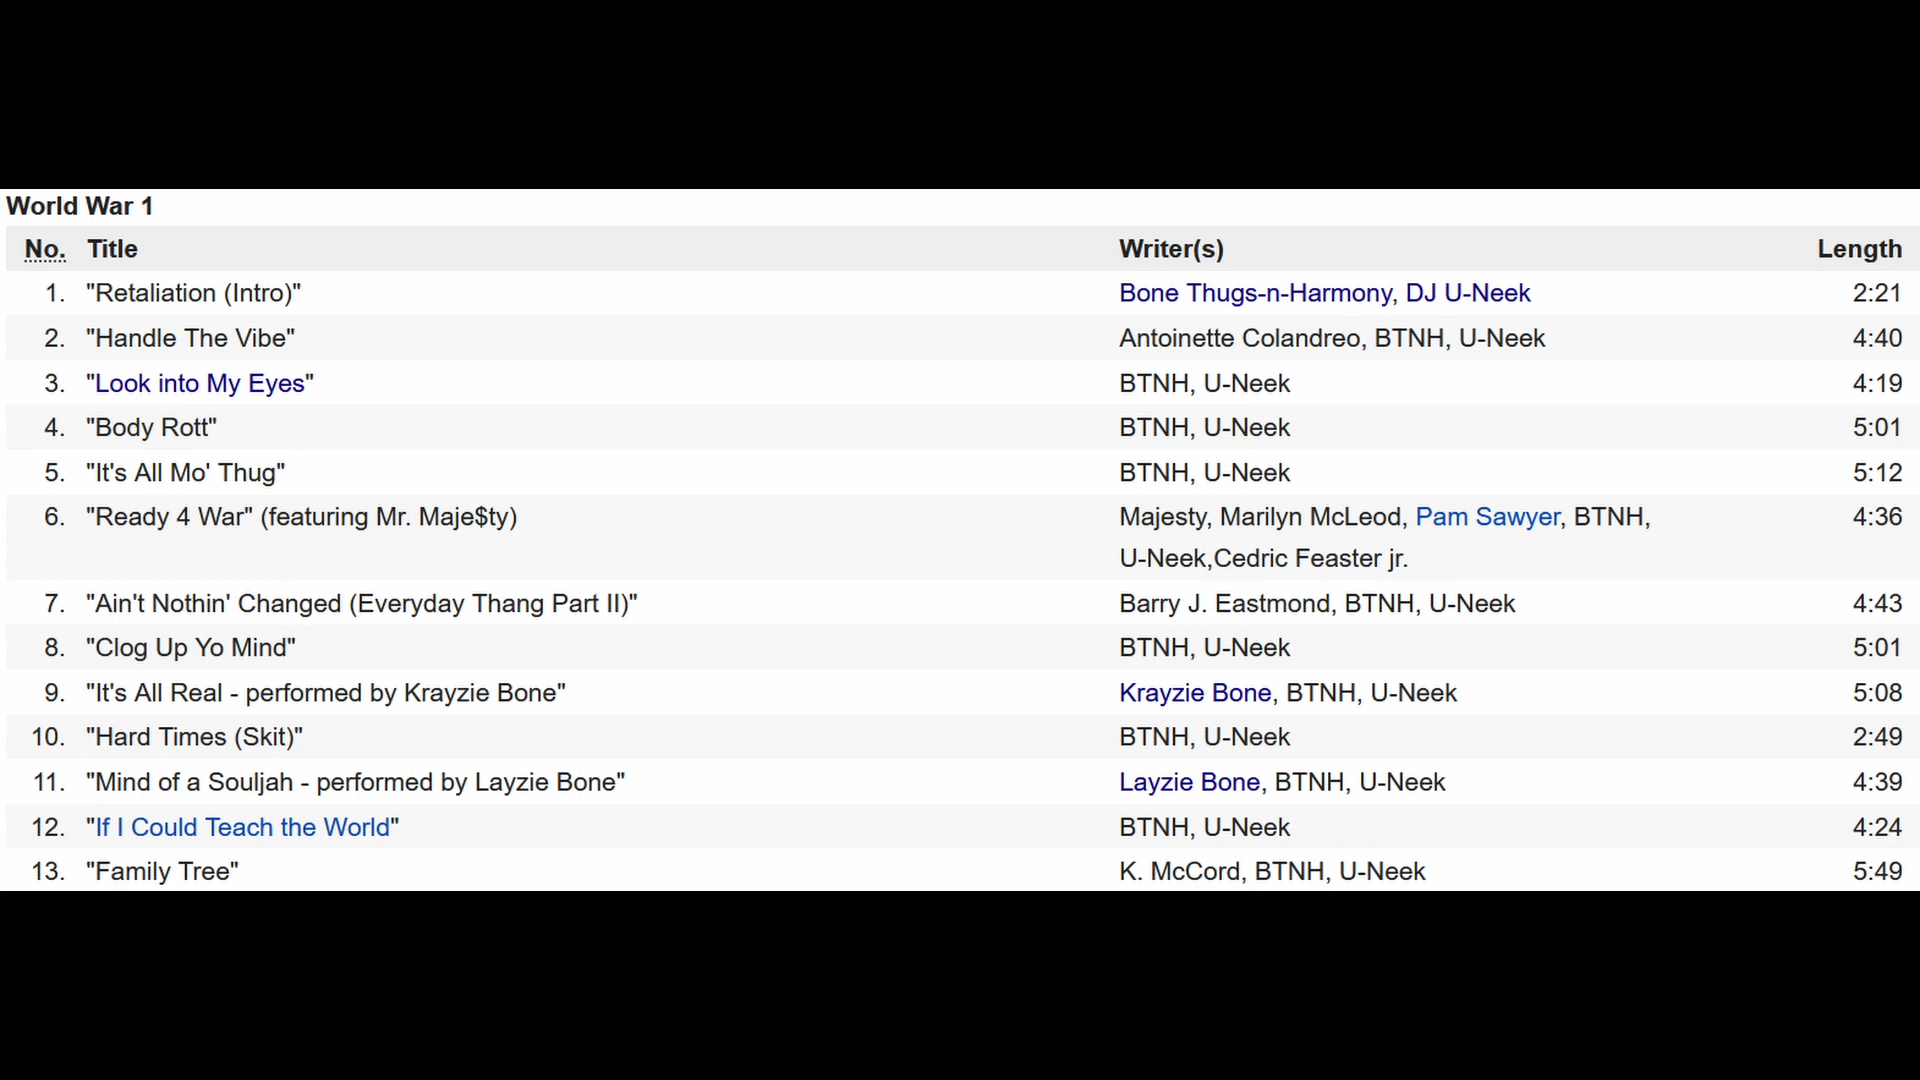 World War 1
No. Title Writer(s) Length
1. "Retaliation (Intro)" Bone Thugs-n-Harmony, DJ U-Neek 2:21
2. "Handle The Vibe" Antoinette Colandreo, BTNH, U-Neek 4:40
3. "Look into My Eyes" BTNH, U-Neek 4:19
4. "Body Rott" BTNH, U-Neek 5:01
5. "It's All Mo' Thug" BTNH, U-Neek 5:12
6. "Ready 4 War" (featuring Mr. Maje$ty) Majesty, Marilyn McLeod, Pam Sawyer, BTNH, 4:36
U-Neek,Cedric Feaster jr.
7. "Ain't Nothin' Changed (Everyday Thang Part II)" Barry J. Eastmond, BTNH, U-Neek 4:43
8. "Clog Up Yo Mind" BTNH, U-Neek 5:01
9. "It's All Real - performed by Krayzie Bone" Krayzie Bone, BTNH, U-Neek 5:08
10. "Hard Times (Skit)" BTNH, U-Neek 2:49
11. "Mind of a Souljah - performed by Layzie Bone" Layzie Bone, BTNH, U-Neek 4:39
12. "If I Could Teach the World" BTNH, U-Neek 4:24
13. "Family Tree" K. McCord, BTNH, U-Neek 5:49